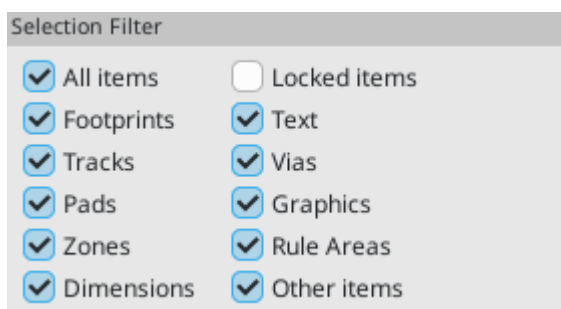 Selection Filter
All items Locked items
Footprints Text
Tracks Vias
Pads Graphics
Zones Rule Areas
Dimensions Other items